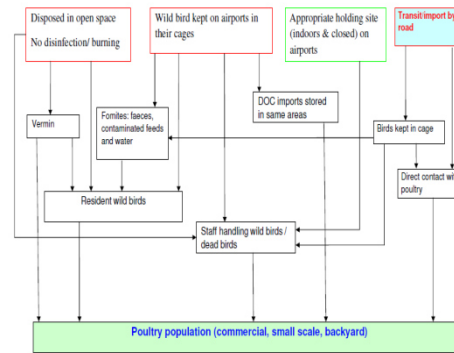 Disposed in open space
No disinfection/ burning
Wild bird kept on airports in
their cages
Appropriate holding site
(indoors & closed) on
airports
Transit/import by
road
Vermin
Fomites: faeces,
contaminated feeds
and water
DOC imports stored
in same areas
Birds kept in cage
Direct contact wi
poultry
Resident wild birds
Staff handling wild birds /
dead birds
Poultry population (commercial, small scale, backyard)